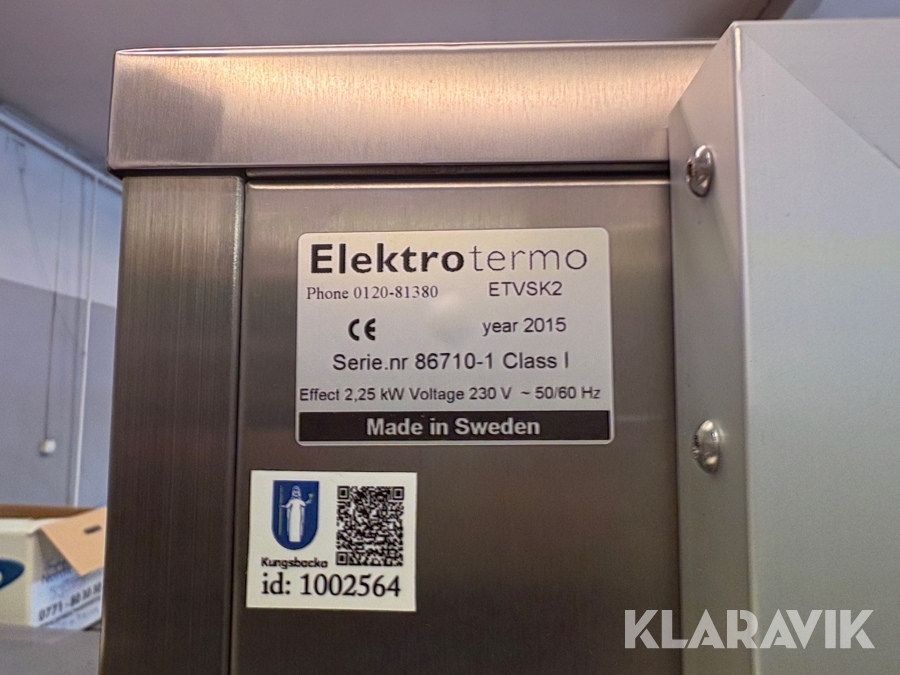 Elektrotermo
Phone 0120-81380 ETVSK2
CE year 2015
Serie.nr 86710-1 Class I
Effect 2,25 kW Voltage 230 V ~ 50/60 Hz
Made in Sweden
Kungsbacka
id: 1002564
KLARAVIK